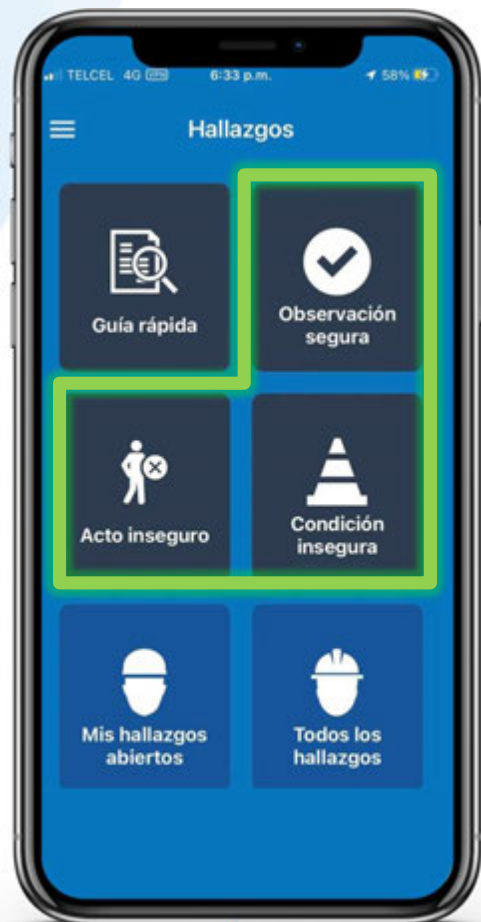 TELCEL 4G VPN 6:33 p.m. 58%
Hallazgos
Guía rápida
Observación
segura
Acto inseguro
Condición
insegura
Mis hallazgos
abiertos
Todos los
hallazgos